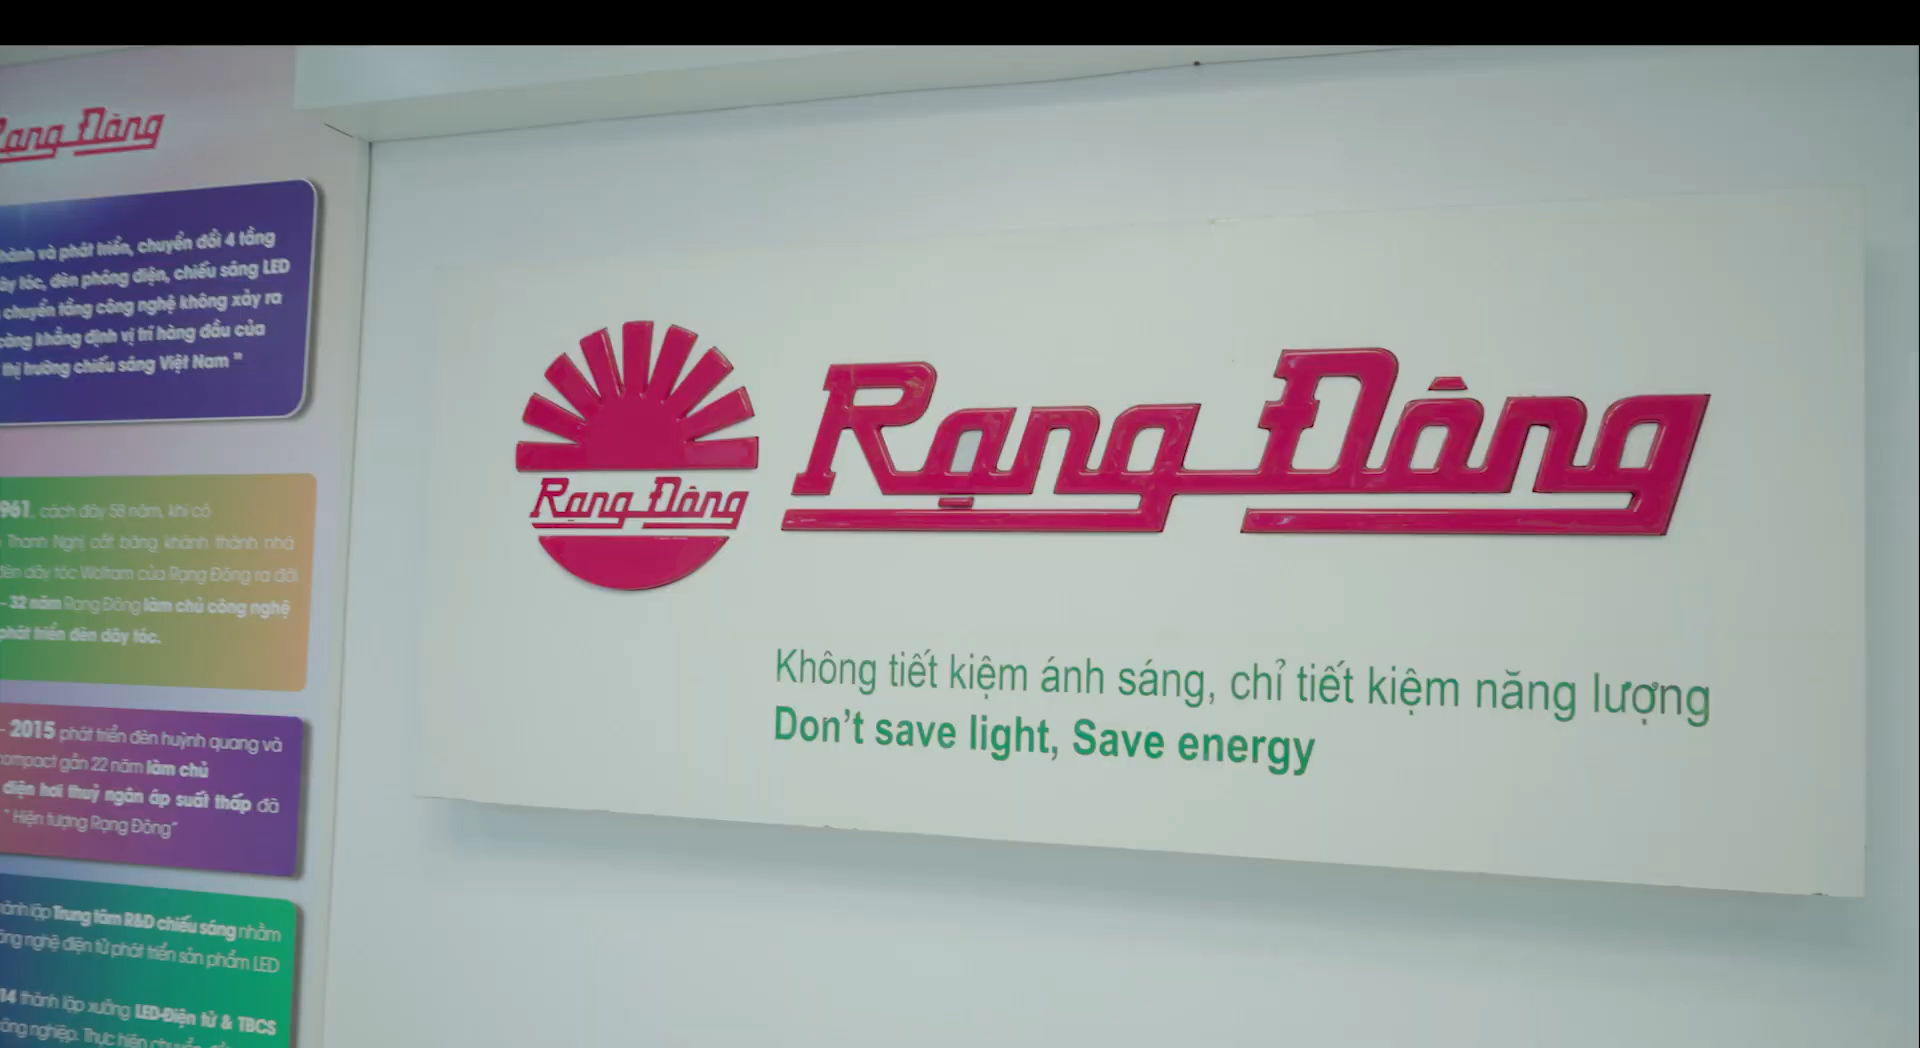 Rạng Đông
hành và phát triển, chuyển đổi 4 tầng
tóc, đèn phóng điện, chiếu sáng LED
chuyển tầng công nghệ không xảy ra
càng khẳng định vị trí hàng đầu của
thị trường chiếu sáng Việt Nam "
961, cách đây 58 năm, khi có
Thanh Nghị cắt băng khánh thành nhà
đèn dây tóc Wolfram của Rạng Đông ra đời
- 32 năm Rạng Đông làm chủ công nghệ
phát triển đèn dây tóc.
- 2015 phát triển đèn huỳnh quang và
compact gần 22 năm làm chủ
điện hơi thuỷ ngân áp suất thấp đã
" Hiện tượng Rạng Đông"
thành lập Trung tâm R&D chiếu sáng nhằm
công nghệ điện tử phát triển sản phẩm LED
14 thành lập xưởng LED-Điện tử & TBCS
công nghiệp. Thực hiện
Rạng Đông
Rạng Đông
Không tiết kiệm ánh sáng, chỉ tiết kiệm năng lượng
Don't save light, Save energy